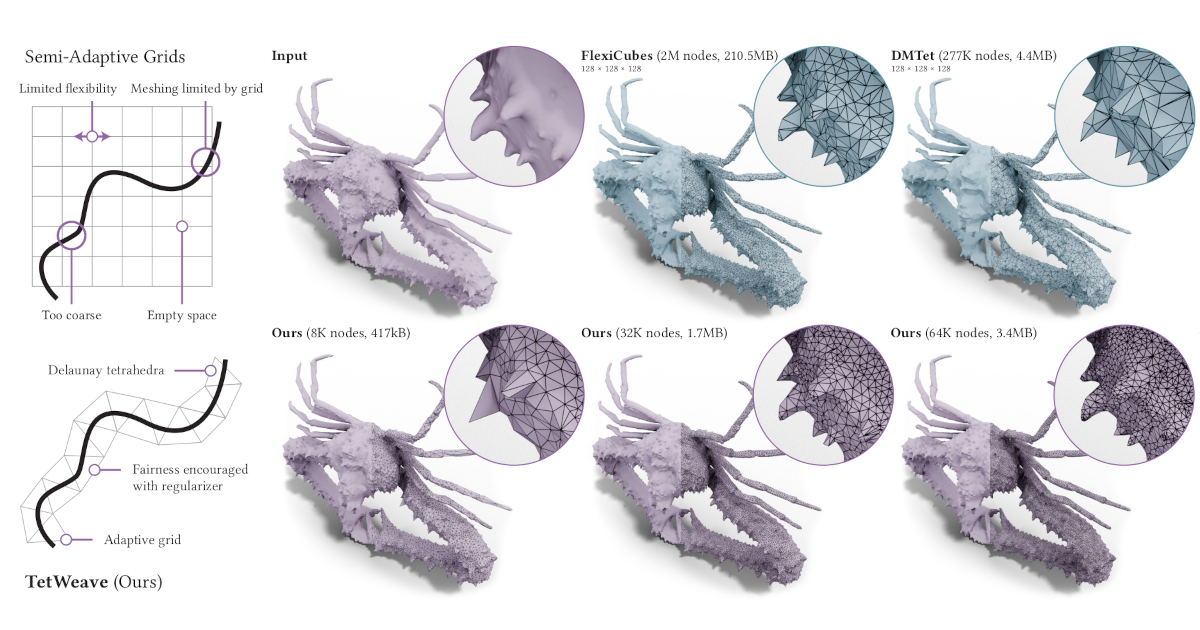 Semi-Adaptive Grids
Limited flexibility
Meshing limited by grid
Too coarse
Empty space
Delaunay tetrahedra
Fairness encouraged
with regularizer
Adaptive grid
TetWeave (Ours)
Input
FlexiCubes (2M nodes, 210.5MB)
128 × 128 × 128
DMTet (277K nodes, 4.4MB)
128 × 128 × 128
Ours (8K nodes, 417kB)
Ours (32K nodes, 1.7MB)
Ours (64K nodes, 3.4MB)